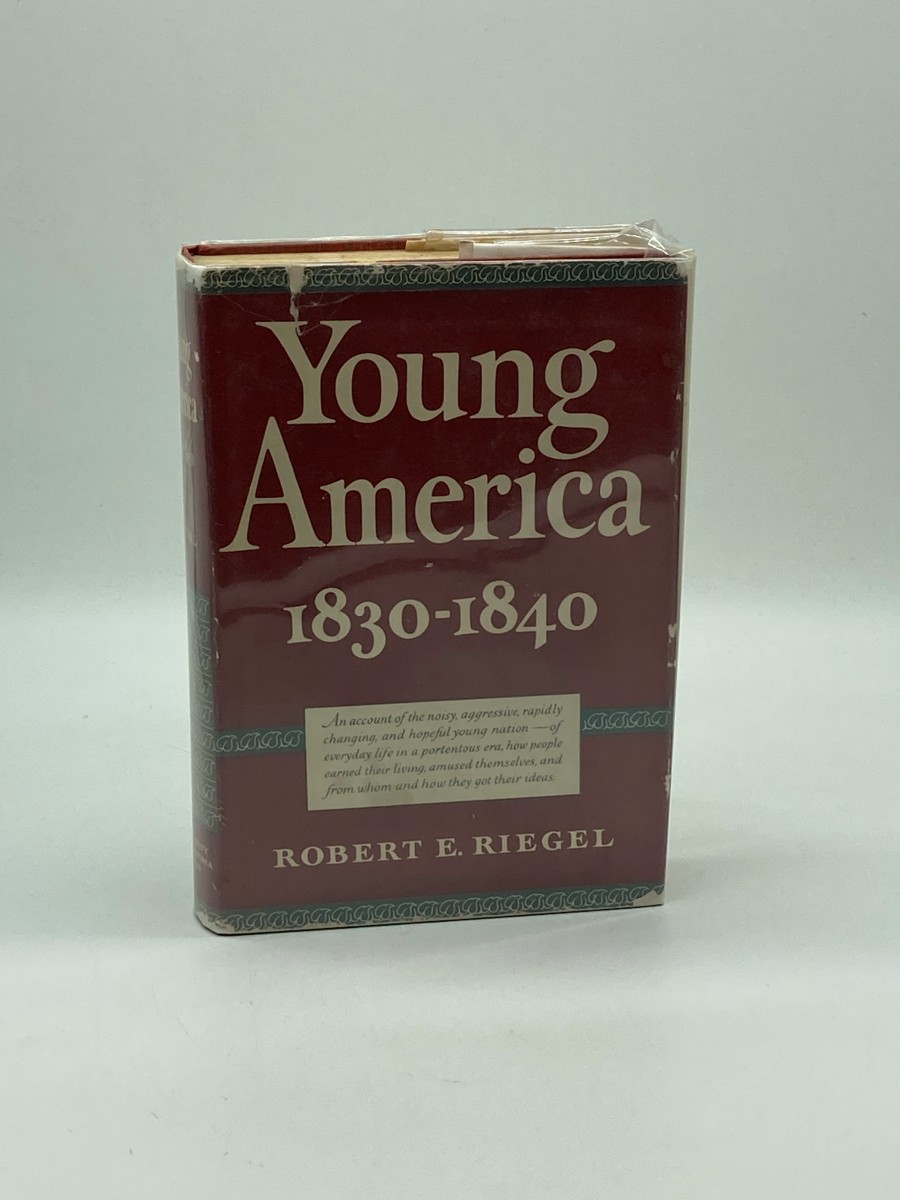 Young
America
1830-1840
An account of the noisy, aggressive, rapidly
changing, and hopeful young nation — of
everyday life in a portentous era, how people
earned their living, amused themselves, and
from whom and how they got their ideas.
ROBERT E. RIEGEL